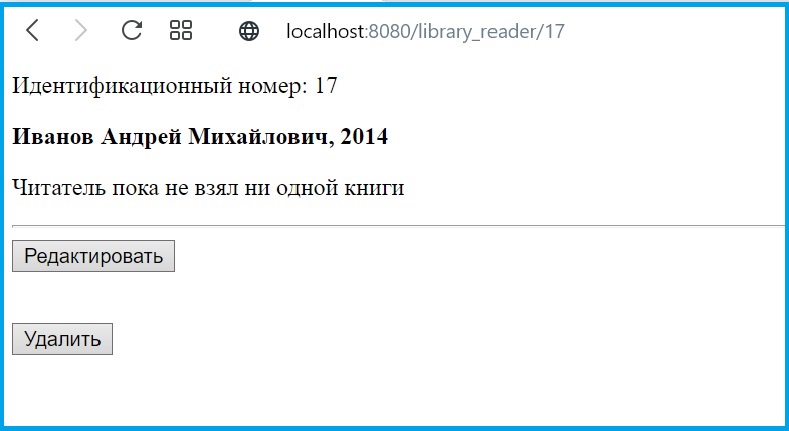 localhost:8080/library_reader/17
Идентификационный номер: 17
Иванов Андрей Михайлович, 2014
Читатель пока не взял ни одной книги
Редактировать
Удалить